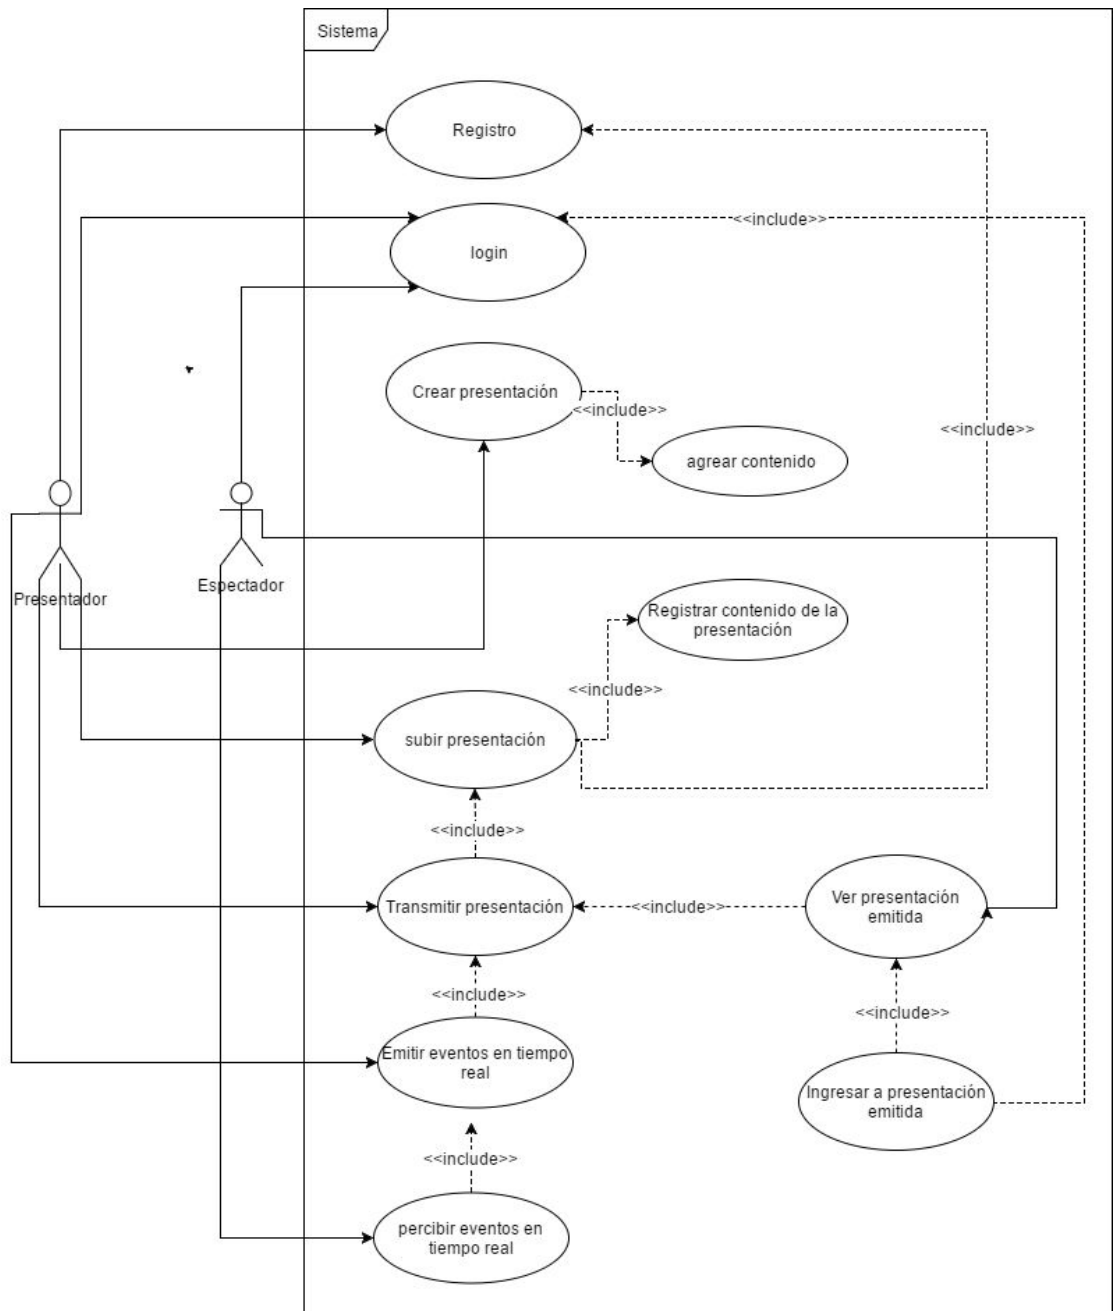 Sistema
Registro
<<include>>
login
Crear presentación
<<include>>
<<include>>
agrear contenido
Espectador
Presentador
Registrar contenido de la
presentación
<<include>>
subir presentación
<<include>>
Transmitir presentación
<<include>>
Ver presentación
emitida
<<include>>
<<include>>
Emitir eventos en tiempo
real
Ingresar a presentación
emitida
<<include>>
percibir eventos en
tiempo real